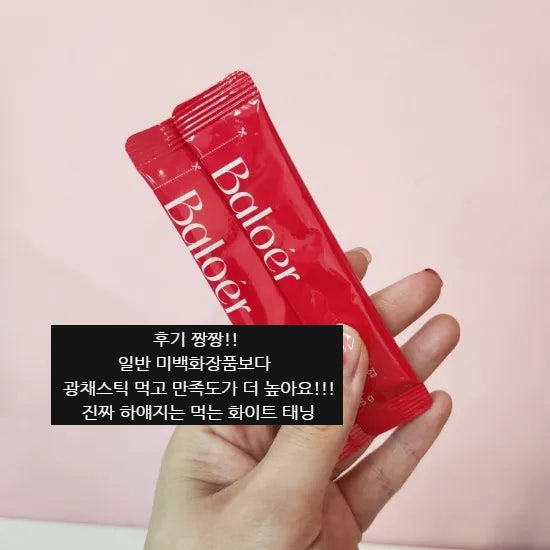 Baloér
Baloér
후기 짱짱!!
일반 미백화장품보다
광채스틱 먹고 만족도가 더 높아요!!!
진짜 하얘지는 먹는 화이트 태닝